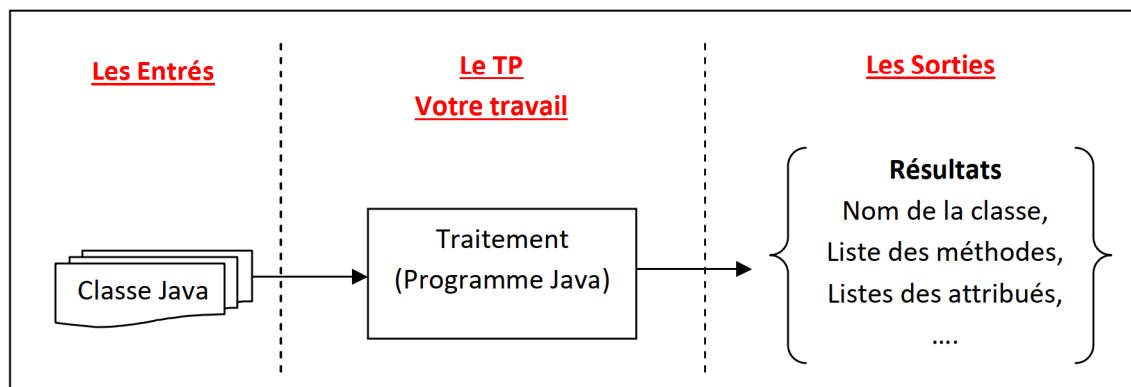 Les Entrés
Classe Java
Le TP
Votre travail
Traitement
(Programme Java)
Les Sorties
Résultats
Nom de la classe,
Liste des méthodes,
Listes des attribués,
….